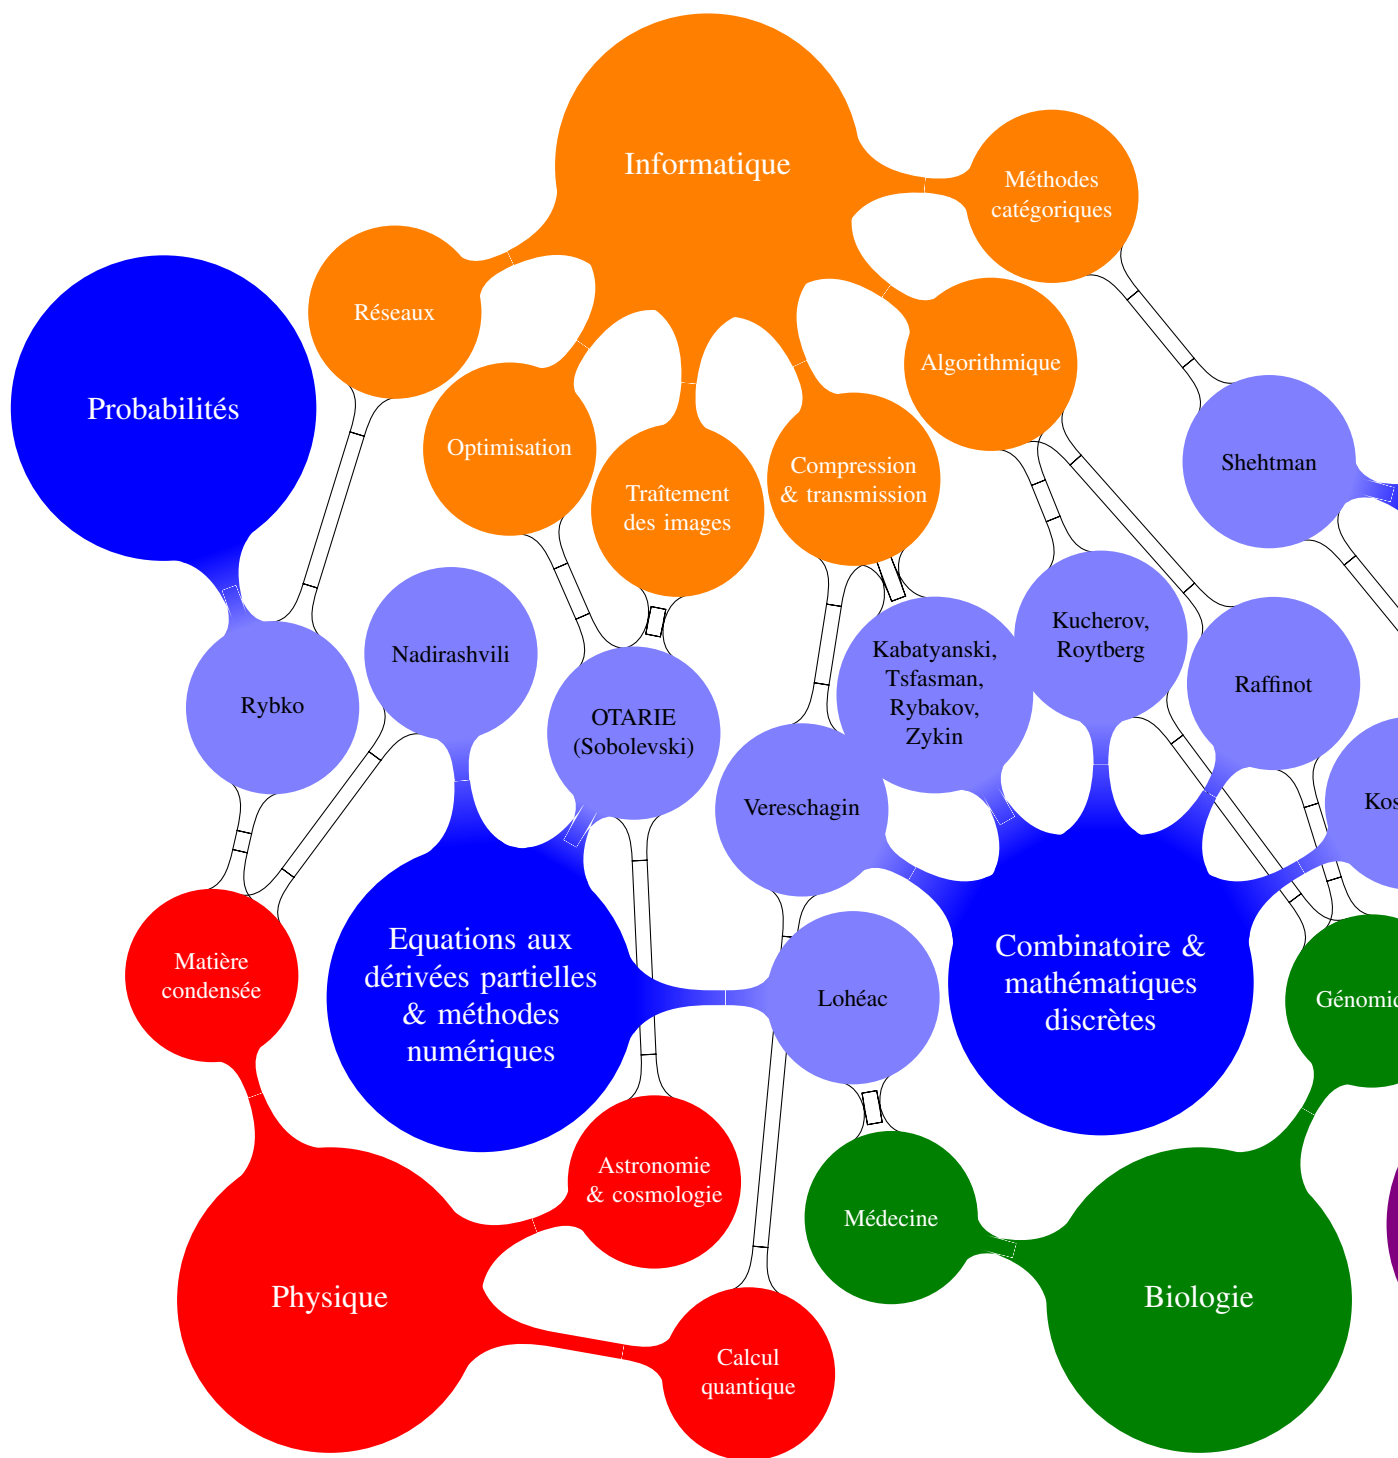 Informatique
Méthodes
catégoriques
Réseaux
Algorithmique
Probabilités
Optimisation
Compression
& transmission
Shehtman
Traîtement
des images
Kucherov,
Roytberg
Nadirashvili
Kabatyanski,
Tsfasman,
Rybakov,
Zykin
Raffinot
Rybko
OTARIE
(Sobolevski)
Vereschagin
Kos
Equations aux
dérivées partielles
& méthodes
numériques
Combinatoire &
mathématiques
discrètes
Matière
condensée
Lohéac
Génomiq
Astronomie
& cosmologie
Médecine
Physique
Biologie
Calcul
quantique